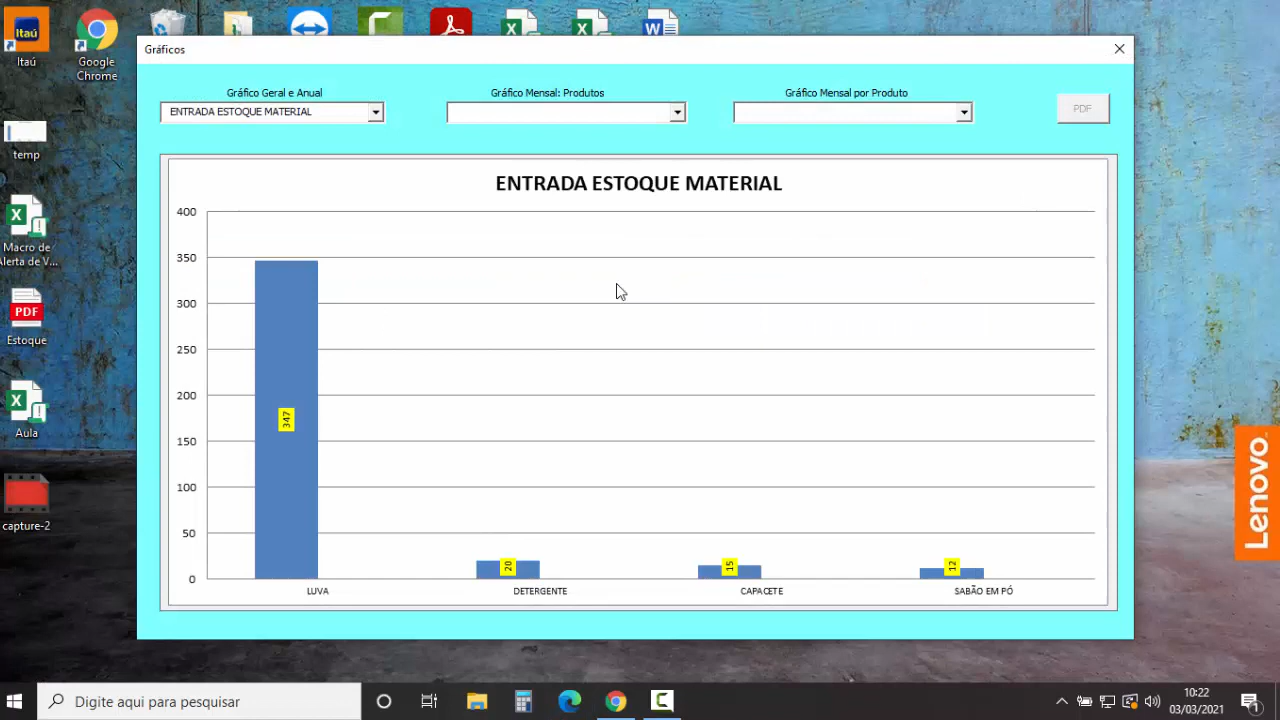 Itaú
Itaú
Google
Chrome
temp
Macro de
Alerta de V...
PDF
Estoque
Aula
capture-2
Gráficos
Gráfico Geral e Anual
ENTRADA ESTOQUE MATERIAL
Gráfico Mensal: Produtos
Gráfico Mensal por Produto
PDF
ENTRADA ESTOQUE MATERIAL
400
350
300
250
200
150
100
50
0
347
20
15
12
LUVA
DETERGENTE
CAPACETE
SABÃO EM PÓ
Lenovo
Digite aqui para pesquisar
10:22
03/03/2021
1